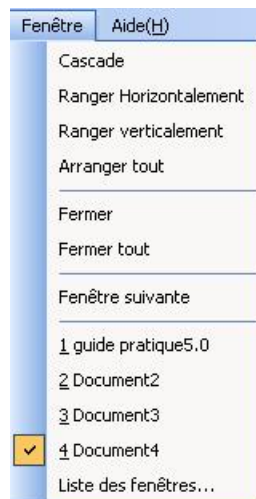 Fenêtre Aide(H)
Cascade
Ranger Horizontalement
Ranger verticalement
Arranger tout
Fermer
Fermer tout
Fenêtre suivante
1 guide pratique5.0
2 Document2
3 Document3
4 Document4
Liste des fenêtres...